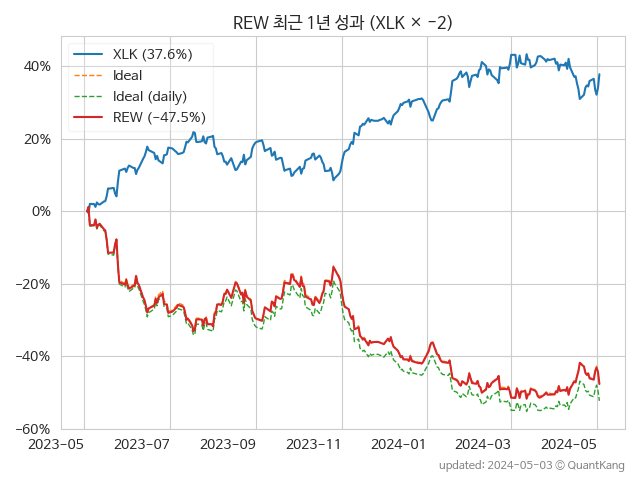 REW 최근 1년 성과 (XLK × −2)
XLK (37.6%)
Ideal
Ideal (daily)
REW (−47.5%)
40%
20%
0%
−20%
−40%
−60%
2023−05
2023−07
2023−09
2023−11
2024−01
2024−03
2024−05
updated: 2024−05−03 © QuantKang